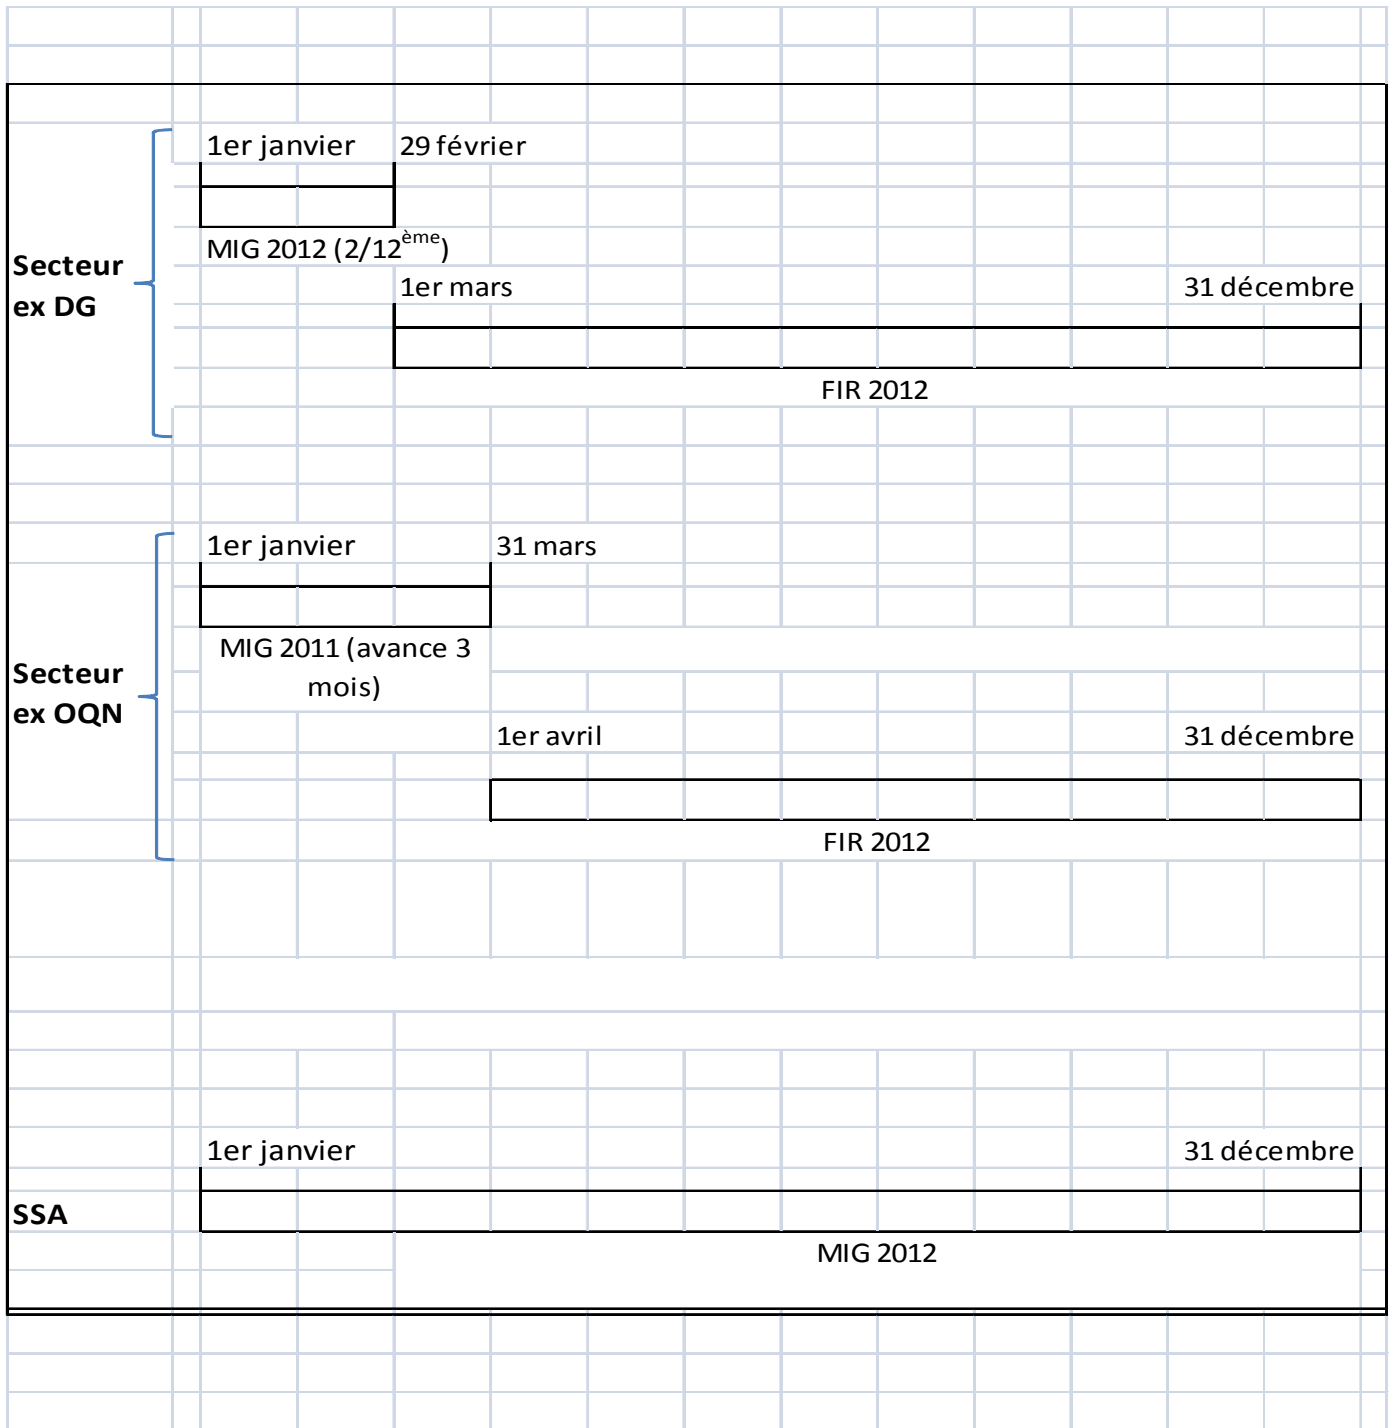 1er janvier 29 février
MIG 2012 (2/12ème)
Secteur
ex DG
1er mars 31 décembre
FIR 2012
1er janvier 31 mars
MIG 2011 (avance 3
mois)
Secteur
ex OQN
1er avril 31 décembre
FIR 2012
1er janvier 31 décembre
SSA
MIG 2012